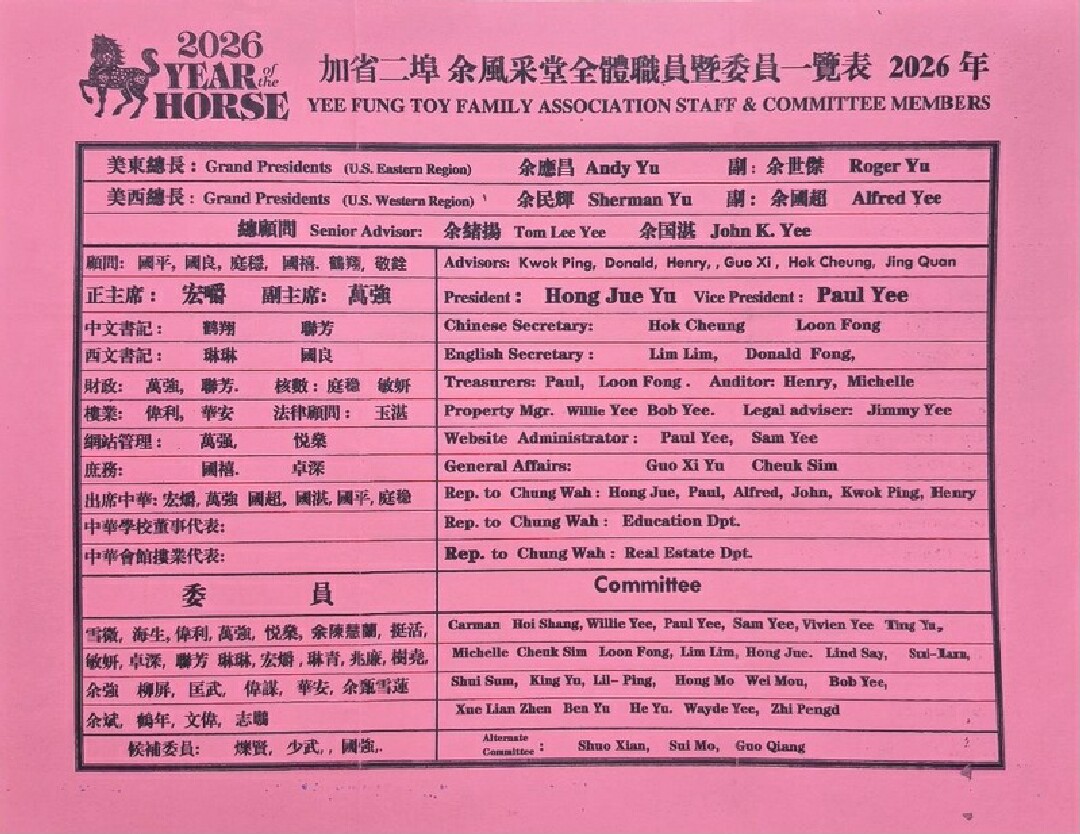 2026
YEAR of the
HORSE
加省二埠 余風采堂全體職員暨委員一覽表 2026 年
YEE FUNG TOY FAMILY ASSOCIATION STAFF & COMMITTEE MEMBERS
美東總長: Grand Presidents (U.S. Eastern Region) 余應昌 Andy Yu 副: 余世傑 Roger Yu
美西總長: Grand Presidents (U.S. Western Region) 余民輝 Sherman Yu 副: 余國超 Alfred Yee
總顧問 Senior Advisor: 余緒揚 Tom Lee Yee 余国湛 John K. Yee
顧問: 國平, 國良, 庭穩, 國禧. 鶴翔, 敬銓 Advisors: Kwok Ping, Donald, Henry, , Guo Xi , Hok Cheung, Jing Quan
正主席: 宏嚼 副主席: 萬強 President: Hong Jue Yu Vice President: Paul Yee
中文書記: 鶴翔 聯芳 Chinese Secretary: Hok Cheung Loon Fong
西文書記: 琳琳 國良 English Secretary: Lim Lim, Donald Fong,
財政: 萬強, 聯芳. 核數: 庭稳 敏妍 Treasurers: Paul, Loon Fong. Auditor: Henry, Michelle
樓業: 偉利, 華安 法律顧問: 玉湛 Property Mgr. Willie Yee Bob Yee. Legal adviser: Jimmy Yee
網站管理: 萬强, 悦燊 Website Administrator: Paul Yee, Sam Yee
庶務: 國禧. 卓深 General Affairs: Guo Xi Yu Cheuk Sim
出席中華: 宏爝, 萬強 國超, 國湛, 國平, 庭稳 Rep. to Chung Wah: Hong Jue, Paul, Alfred, John, Kwok Ping, Henry
中華學校董事代表: Rep. to Chung Wah: Education Dpt.
中華會館摟業代表: Rep. to Chung Wah: Real Estate Dpt.
委 員 Committee
雪薇, 海生, 偉利, 萬強, 悦燊, 余陳慧蘭, 挺活, Carman Hoi Shang, Willie Yee, Paul Yee, Sam Yee, Vivien Yee Ting Yu,
敏妍, 卓深, 聯芳 琳琳, 宏爝, 琳青, 兆廉, 樹堯, Michelle Cheuk Sim Loon Fong, Lim Lim, Hong Jue. Lind Say,
余強 柳屏, 匡武, 偉謀, 華安, 余甄雪蓮 Shui Sum, King Yu, Lil- Ping, Hong Mo Wei Mou, Bob Yee,
余斌, 鶴年, 文偉, 志鵬 Xue Lian Zhen Ben Yu He Yu. Wayde Yee, Zhi Pengd
候補委員: 爍賢, 少武, , 國強,. Alternate Committee: Shuo Xian, Sui Mo, Guo Qiang